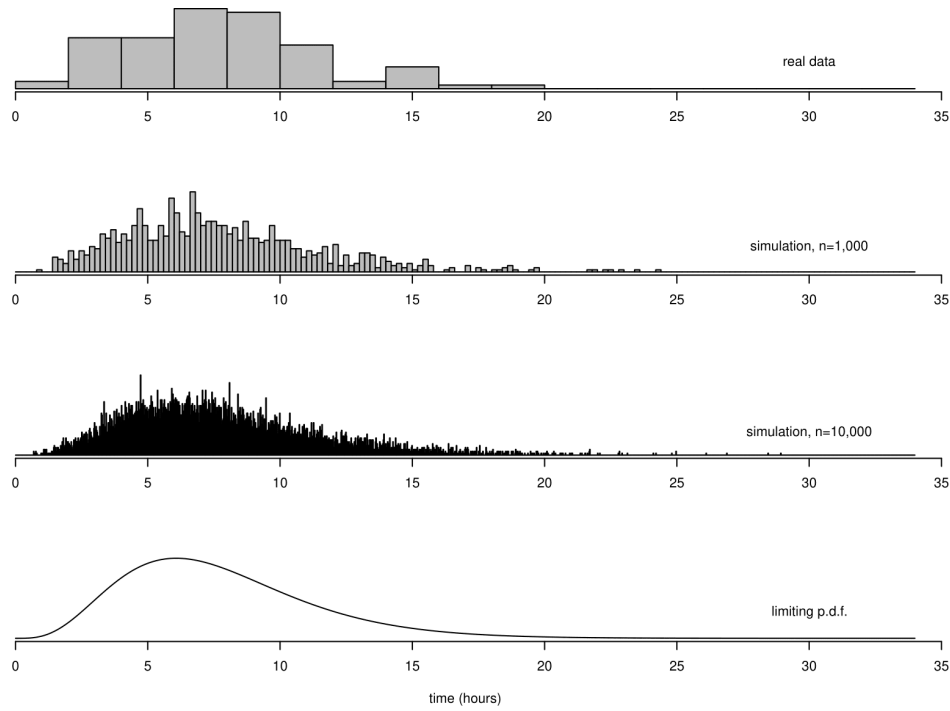 real data
0 5 10 15 20 25 30 35
simulation, n=1,000
0 5 10 15 20 25 30 35
simulation, n=10,000
0 5 10 15 20 25 30 35
limiting p.d.f.
0 5 10 15 20 25 30 35
time (hours)